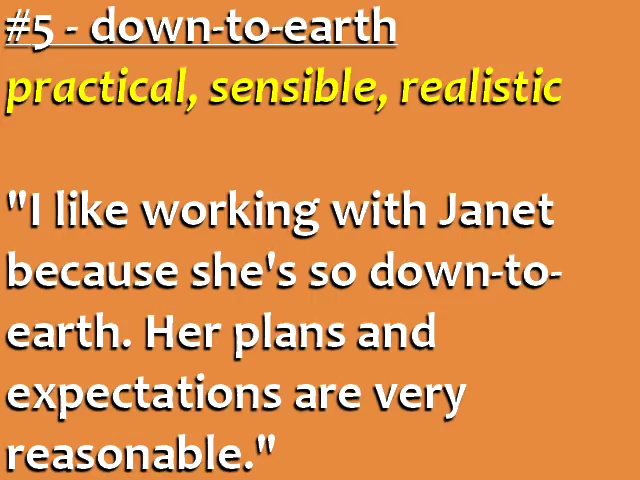 #5 - down-to-earth
practical, sensible, realistic
"I like working with Janet
because she's so down-to-
earth. Her plans and
expectations are very
reasonable."